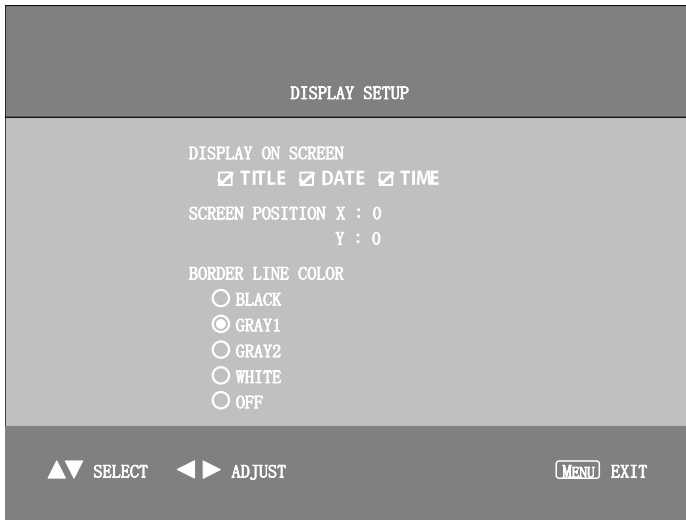 DISPLAY SETUP
DISPLAY ON SCREEN
TITLE DATE TIME
SCREEN POSITION X : 0
Y : 0
BORDER LINE COLOR
BLACK
GRAY1
GRAY2
WHITE
OFF
SELECT ADJUST MENU EXIT